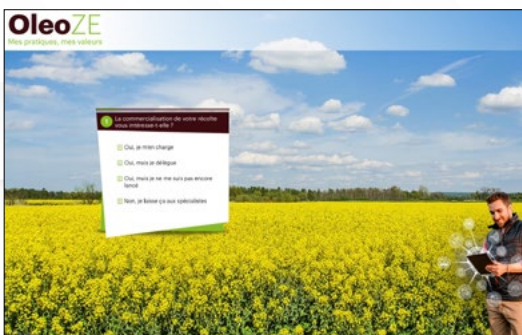 OleoZE
Mes pratiques, mes valeurs
1
La commercialisation de votre récolte
vous intéresse-t-elle ?
Oui, je m'en charge
Oui, mais je délègue
Oui, mais je ne me suis pas encore
lancé
Non, je laisse ça aux spécialistes